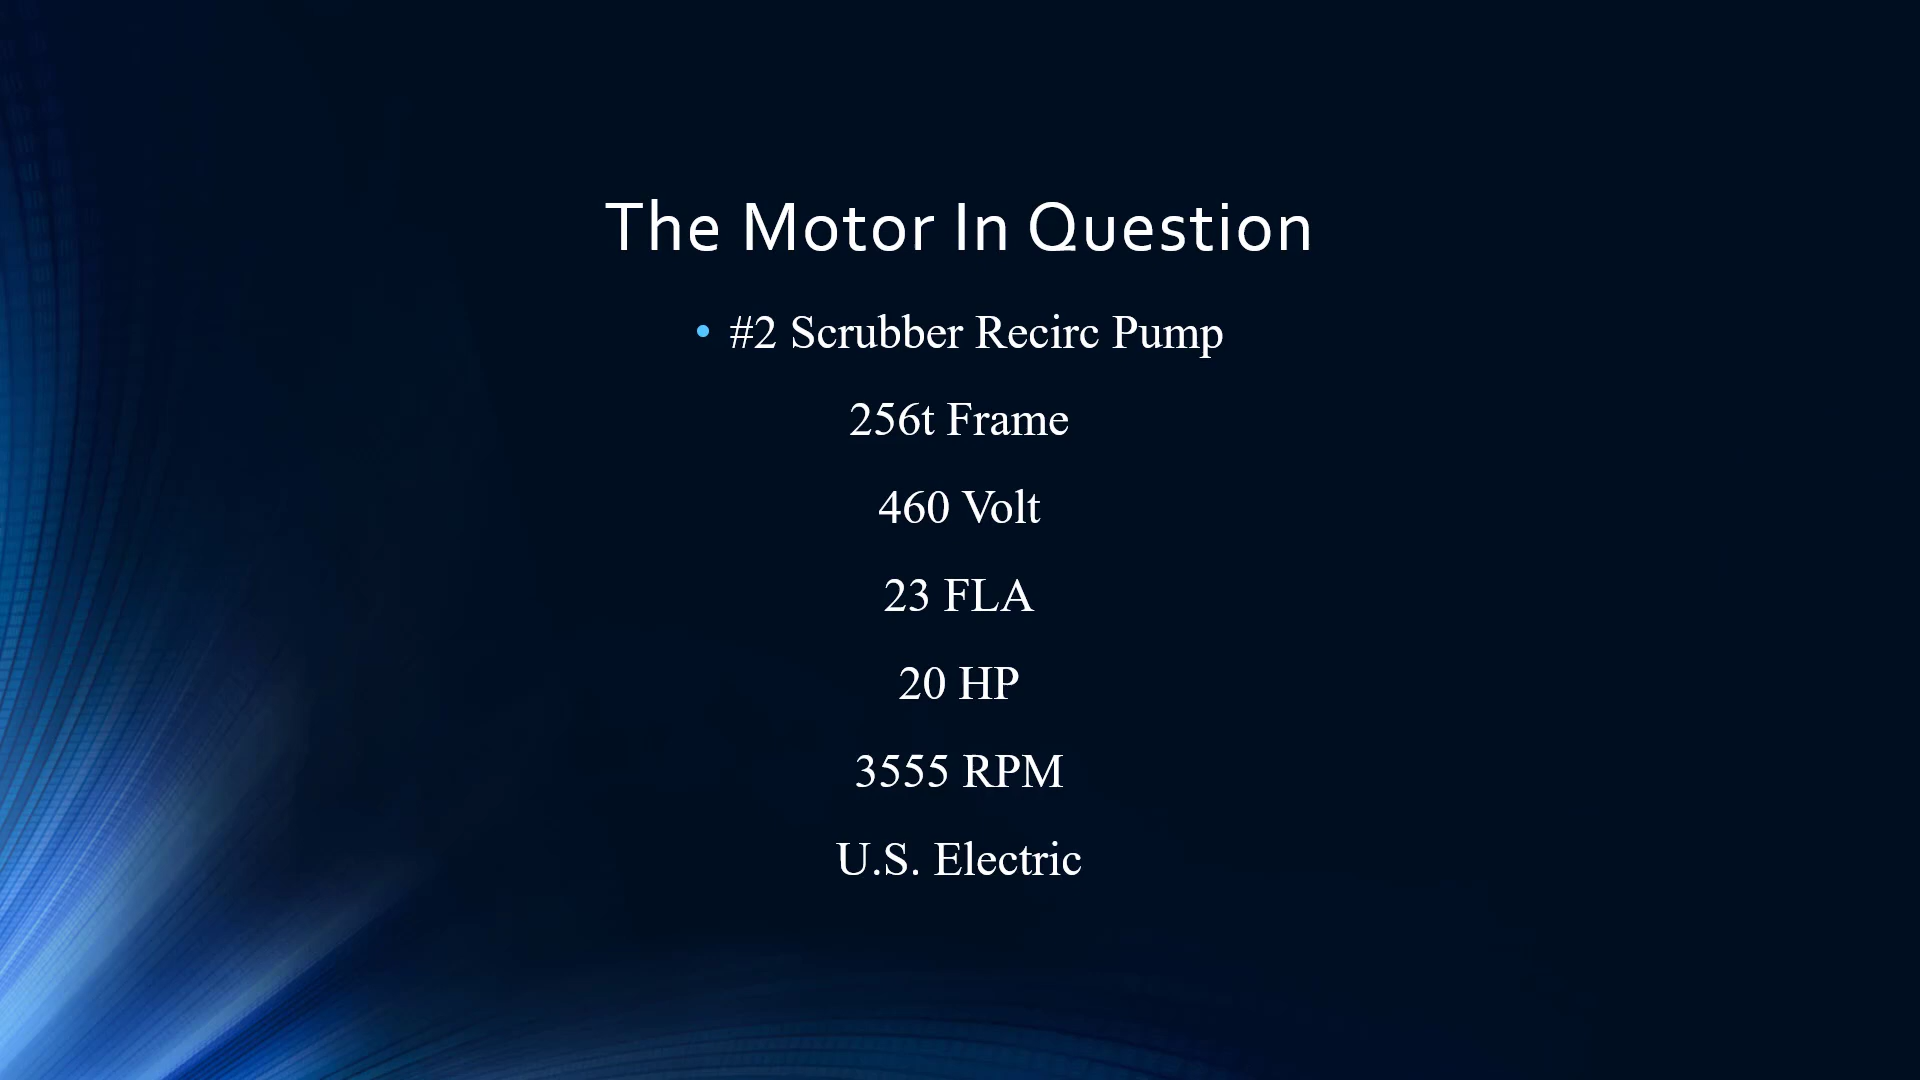 The Motor In Question
• #2 Scrubber Recirc Pump
256t Frame
460 Volt
23 FLA
20 HP
3555 RPM
U.S. Electric